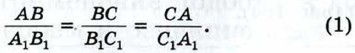 AB/A₁B₁ = BC/B₁C₁ = CA/C₁A₁. (1)